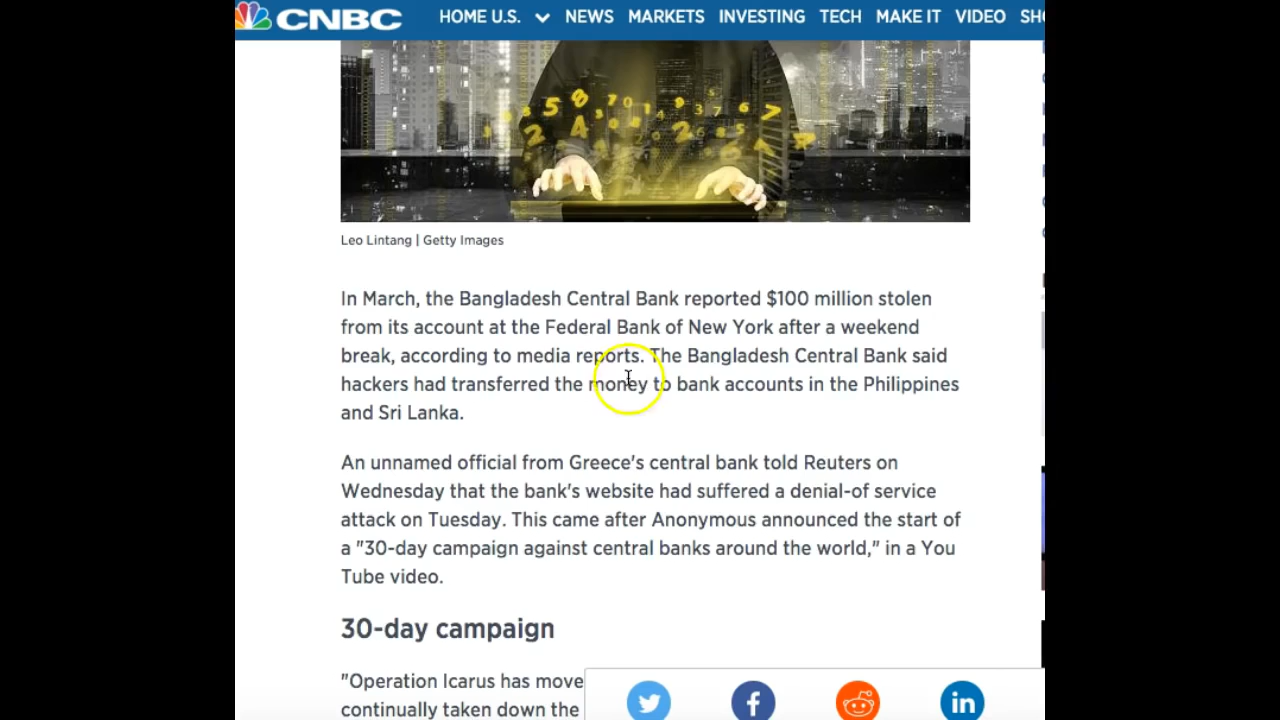 CNBC HOME U.S. NEWS MARKETS INVESTING TECH MAKE IT VIDEO
Leo Lintang | Getty Images
In March, the Bangladesh Central Bank reported $100 million stolen
from its account at the Federal Bank of New York after a weekend
break, according to media reports. The Bangladesh Central Bank said
hackers had transferred the money to bank accounts in the Philippines
and Sri Lanka.
An unnamed official from Greece's central bank told Reuters on
Wednesday that the bank's website had suffered a denial-of service
attack on Tuesday. This came after Anonymous announced the start of
a "30-day campaign against central banks around the world," in a You
Tube video.
30-day campaign
"Operation Icarus has move
continually taken down the